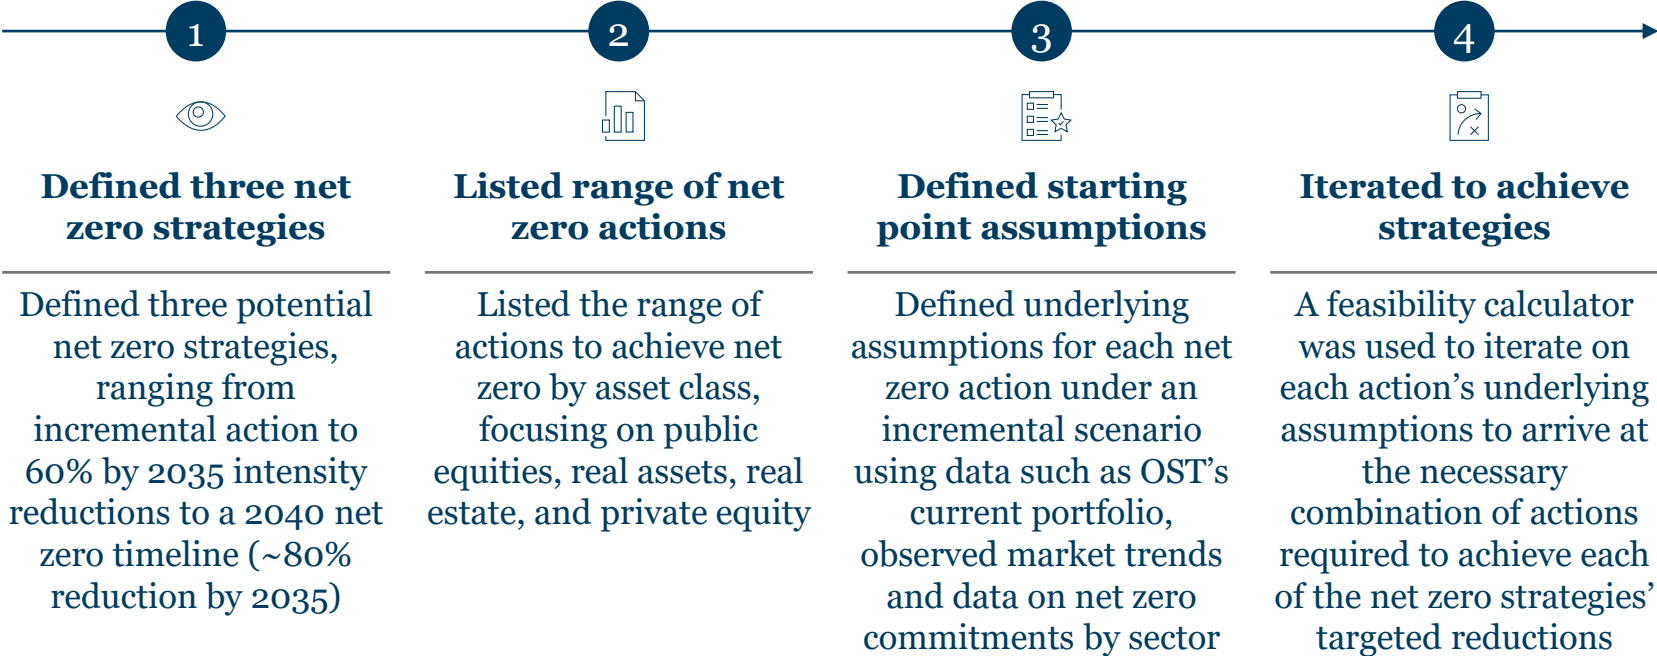 1
2
3
4
Defined three net
zero strategies
Defined three potential
net zero strategies,
ranging from
incremental action to
60% by 2035 intensity
reductions to a 2040 net
zero timeline (~80%
reduction by 2035)
Listed range of net
zero actions
Listed the range of
actions to achieve net
zero by asset class,
focusing on public
equities, real assets, real
estate, and private equity
Defined starting
point assumptions
Defined underlying
assumptions for each net
zero action under an
incremental scenario
using data such as OST’s
current portfolio,
observed market trends
and data on net zero
commitments by sector
Iterated to achieve
strategies
A feasibility calculator
was used to iterate on
each action’s underlying
assumptions to arrive at
the necessary
combination of actions
required to achieve each
of the net zero strategies’
targeted reductions